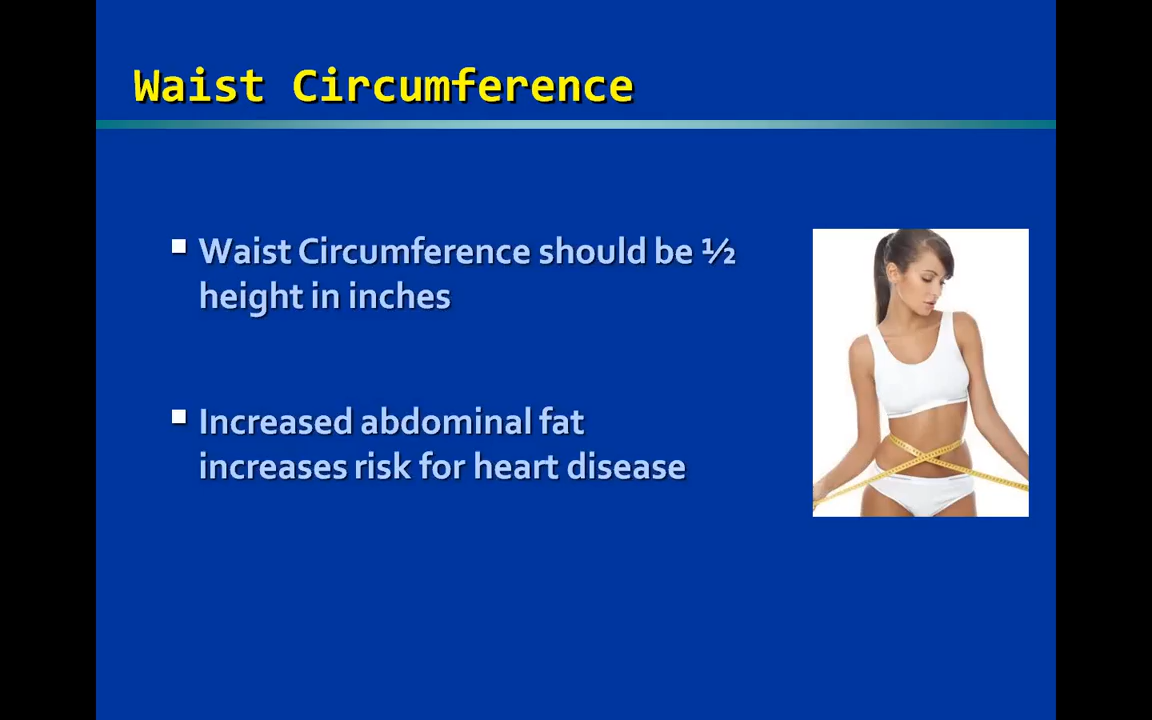 Waist Circumference
Waist Circumference should be ½
height in inches
Increased abdominal fat
increases risk for heart disease